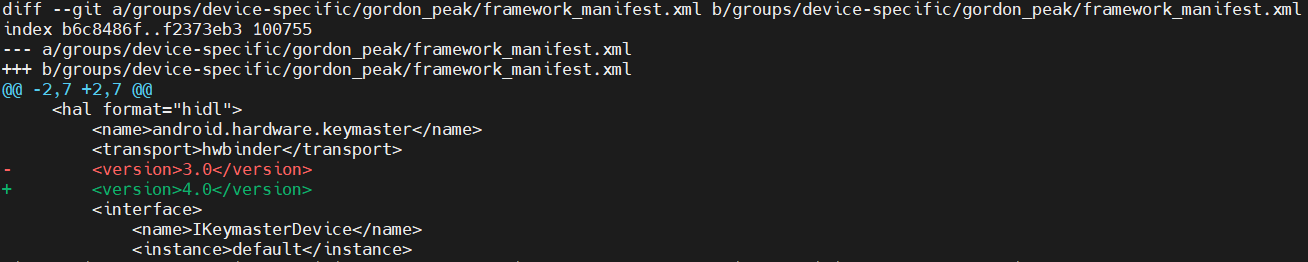 diff --git a/groups/device-specific/gordon_peak/framework_manifest.xml b/groups/device-specific/gordon_peak/framework_manifest.xml
index b6c8486f..f2373eb3 100755
--- a/groups/device-specific/gordon_peak/framework_manifest.xml
+++ b/groups/device-specific/gordon_peak/framework_manifest.xml
@@ -2,7 +2,7 @@
     <hal format="hidl">
         <name>android.hardware.keymaster</name>
         <transport>hwbinder</transport>
-        <version>3.0</version>
+        <version>4.0</version>
         <interface>
             <name>IKeymasterDevice</name>
             <instance>default</instance>